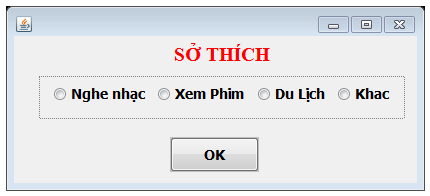 SỞ THÍCH
Nghe nhạc Xem Phim Du Lịch Khac
OK